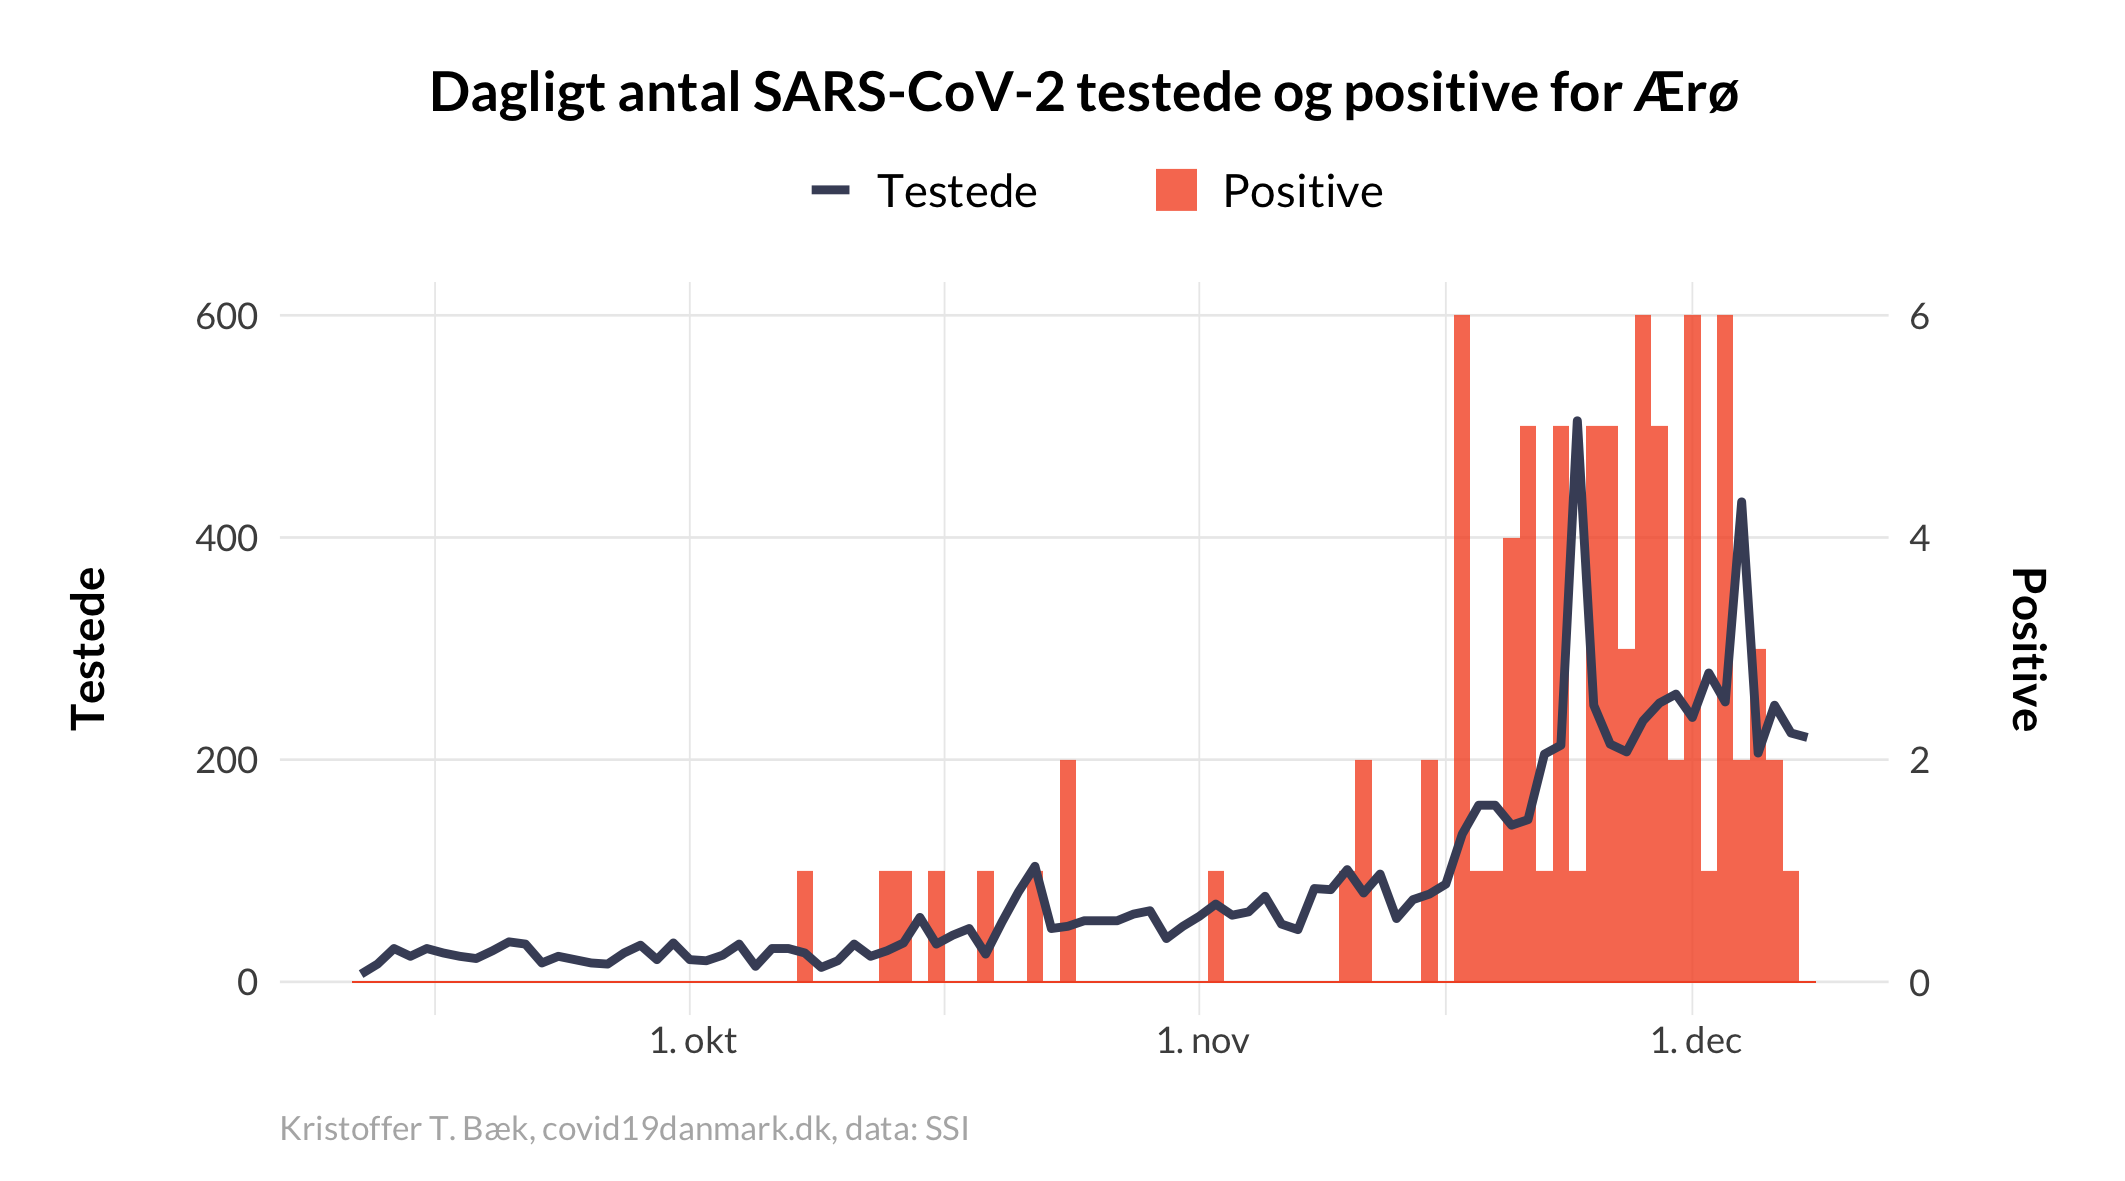 Dagligt antal SARS-CoV-2 testede og positive for Ærø
Testede
Positive
600
400
200
0
6
4
2
0
Testede
Positive
1. okt
1. nov
1. dec
Kristoffer T. Bæk, covid19danmark.dk, data: SSI